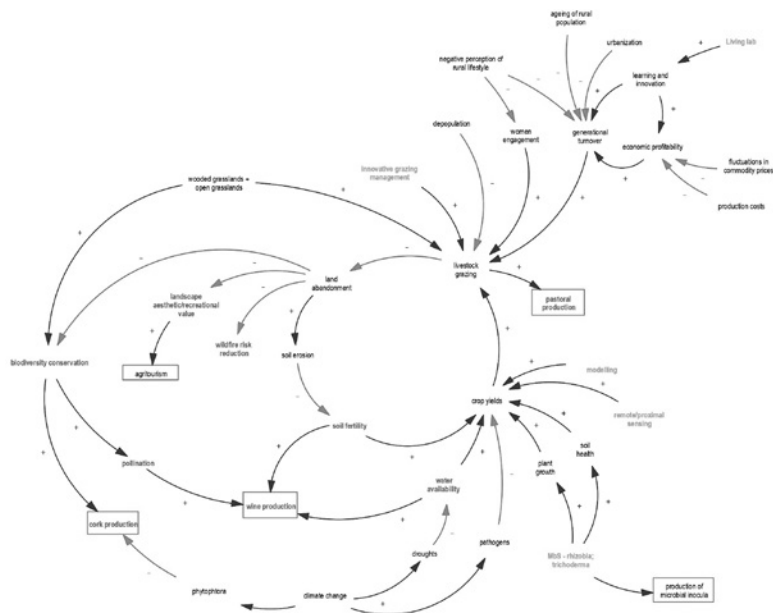 ageing of rural
population
urbanization
Living lab
negative perception of
rural lifestyle
learning and
innovation
depopulation
women
engagement
generational
turnover
economic profitability
fluctuations in
commodity prices
production costs
wooded grasslands +
open grasslands
innovative grazing
management
livestock
grazing
land
abandonment
pastoral
production
landscape
aesthetic/recreational
value
wildfire risk
reduction
soil erosion
biodiversity conservation
agritourism
modelling
crop yields
remote/proximal
sensing
soil fertility
soil
health
plant
growth
pollination
water
availability
wine production
cork production
droughts
pathogens
MbS - rhizobia;
trichoderma
phytophtora
climate change
production of
microbial inocula